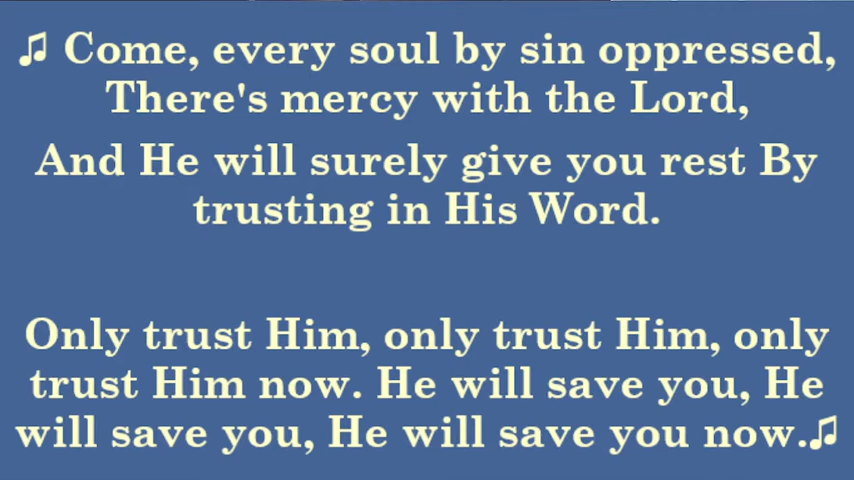 ♫ Come, every soul by sin oppressed,
There's mercy with the Lord,
And He will surely give you rest By
trusting in His Word.
Only trust Him, only trust Him, only
trust Him now. He will save you, He
will save you, He will save you now.♫